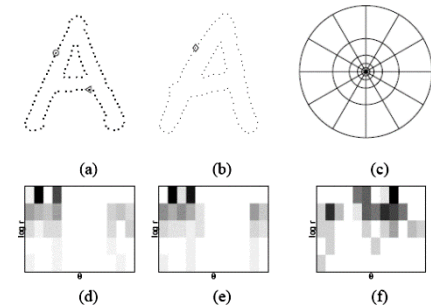 (a) (b) (c)
log r log r log r
θ θ θ
(d) (e) (f)